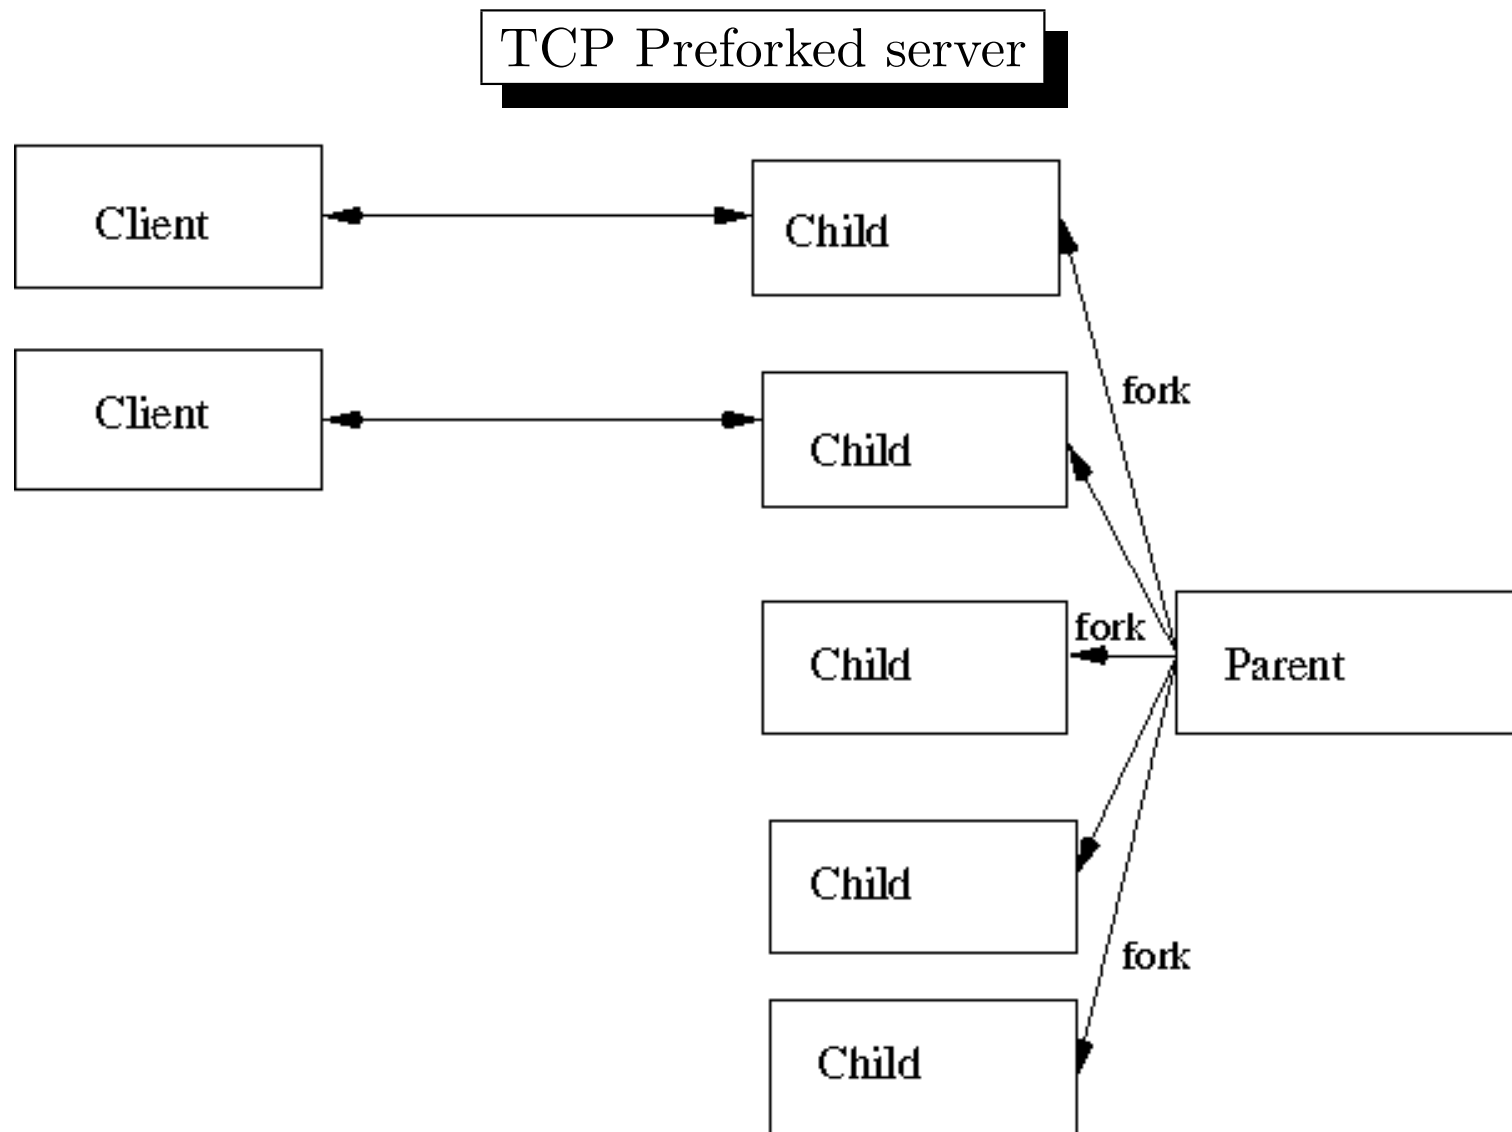 TCP Preforked server
Client
Child
fork
Client
Child
fork
Child
Parent
Child
fork
Child